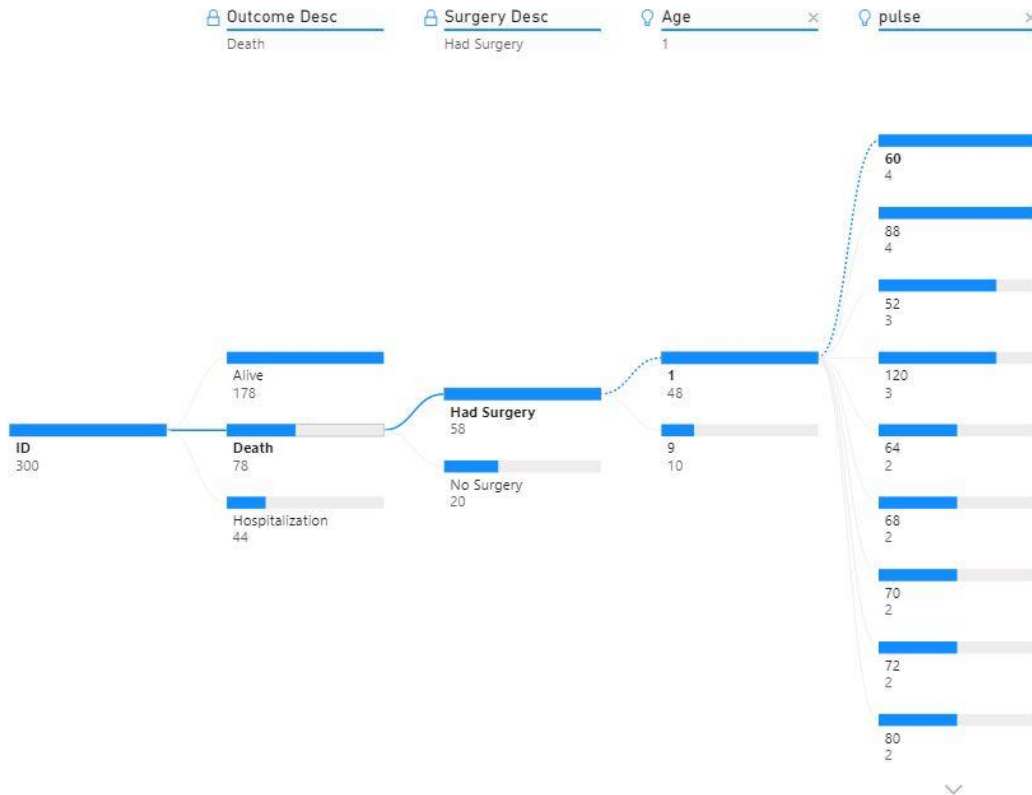 Outcome Desc
Death
Surgery Desc
Had Surgery
Age
1
pulse
ID
300
Alive
178
Death
78
Hospitalization
44
Had Surgery
58
No Surgery
20
1
48
9
10
60
4
88
4
52
3
120
3
64
2
68
2
70
2
72
2
80
2